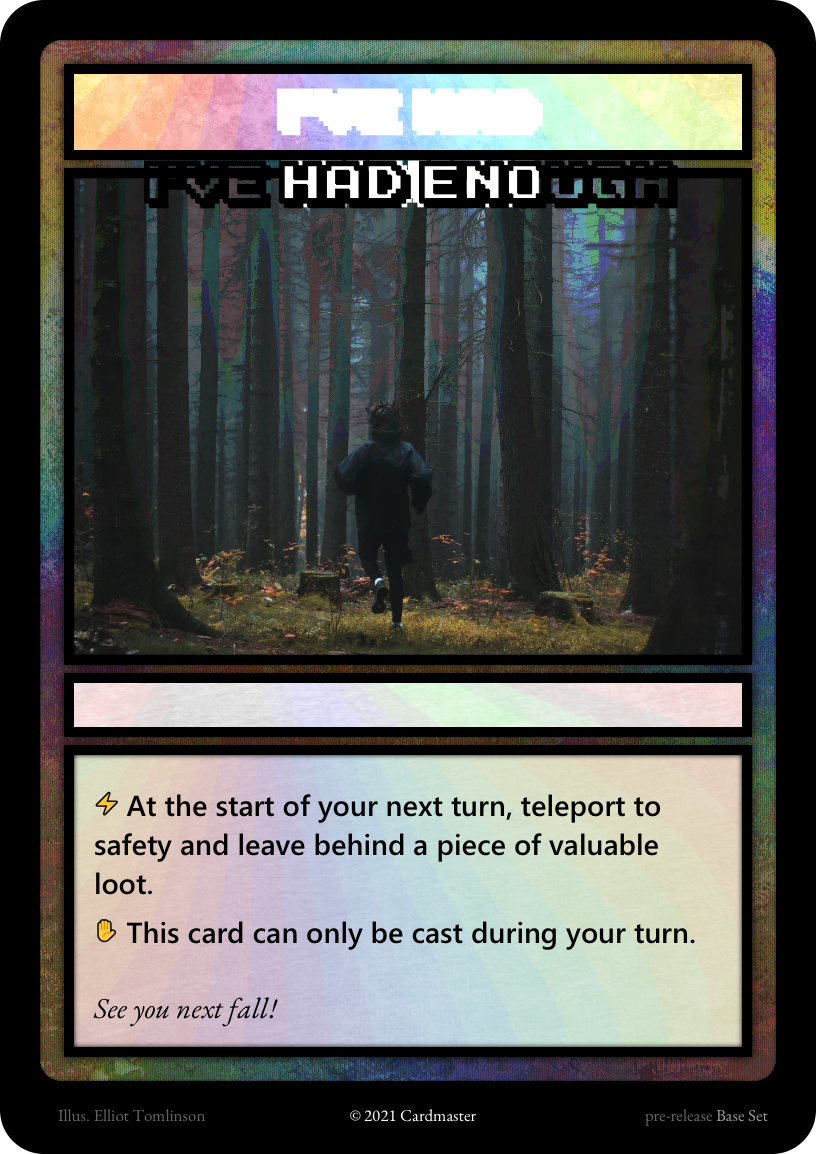 I'VE HAD ENOUGH
⚡ At the start of your next turn, teleport to
safety and leave behind a piece of valuable
loot.
✋ This card can only be cast during your turn.
See you next fall!
Illus. Elliot Tomlinson
© 2021 Cardmaster
pre-release Base Set